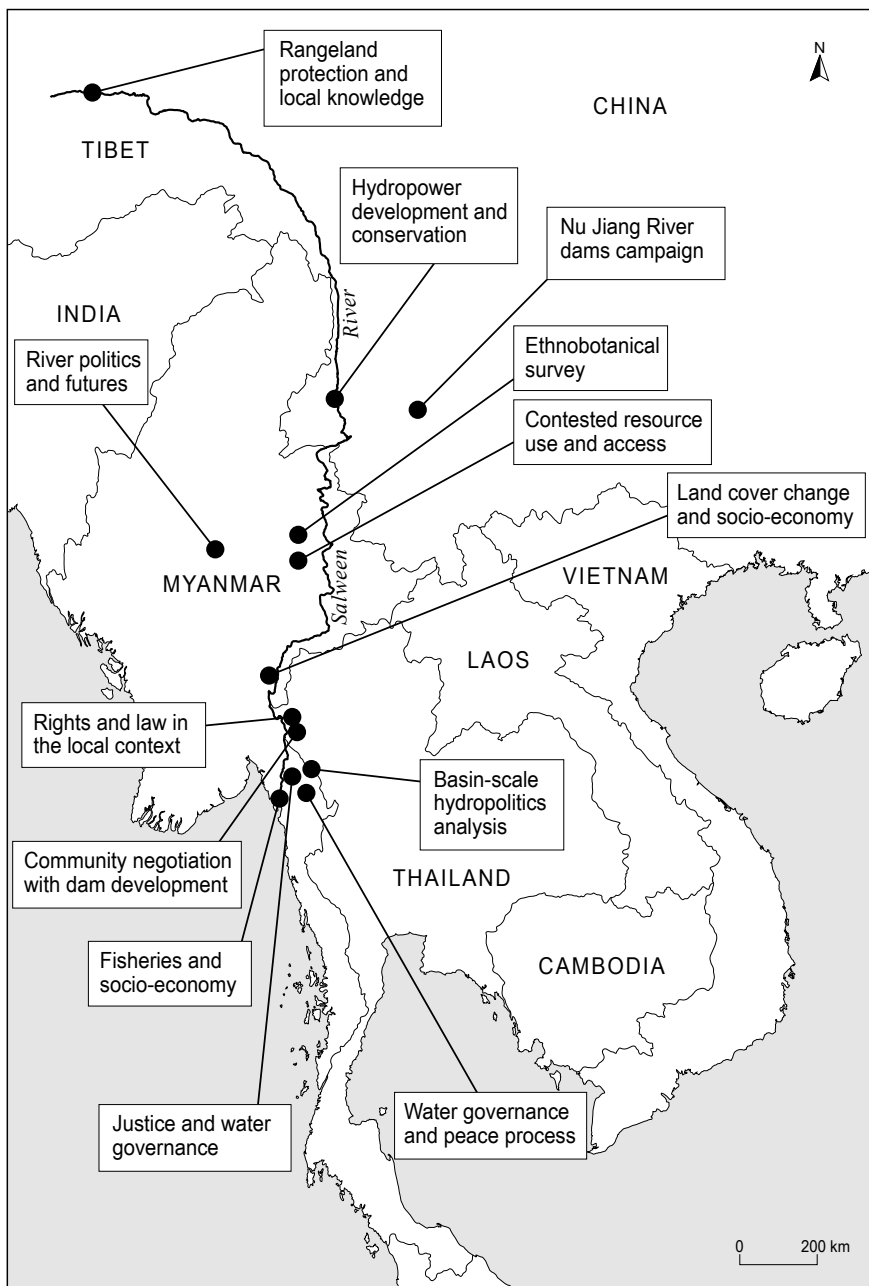 Rangeland
protection and
local knowledge
N
CHINA
TIBET
Hydropower
development and
conservation
Nu Jiang River
dams campaign
INDIA
River
River politics
and futures
Ethnobotanical
survey
Contested resource
use and access
Land cover change
and socio-economy
MYANMAR
Salween
VIETNAM
LAOS
Rights and law in
the local context
Basin-scale
hydropolitics
analysis
Community negotiation
with dam development
THAILAND
Fisheries and
socio-economy
CAMBODIA
Justice and water
governance
Water governance
and peace process
0 200 km